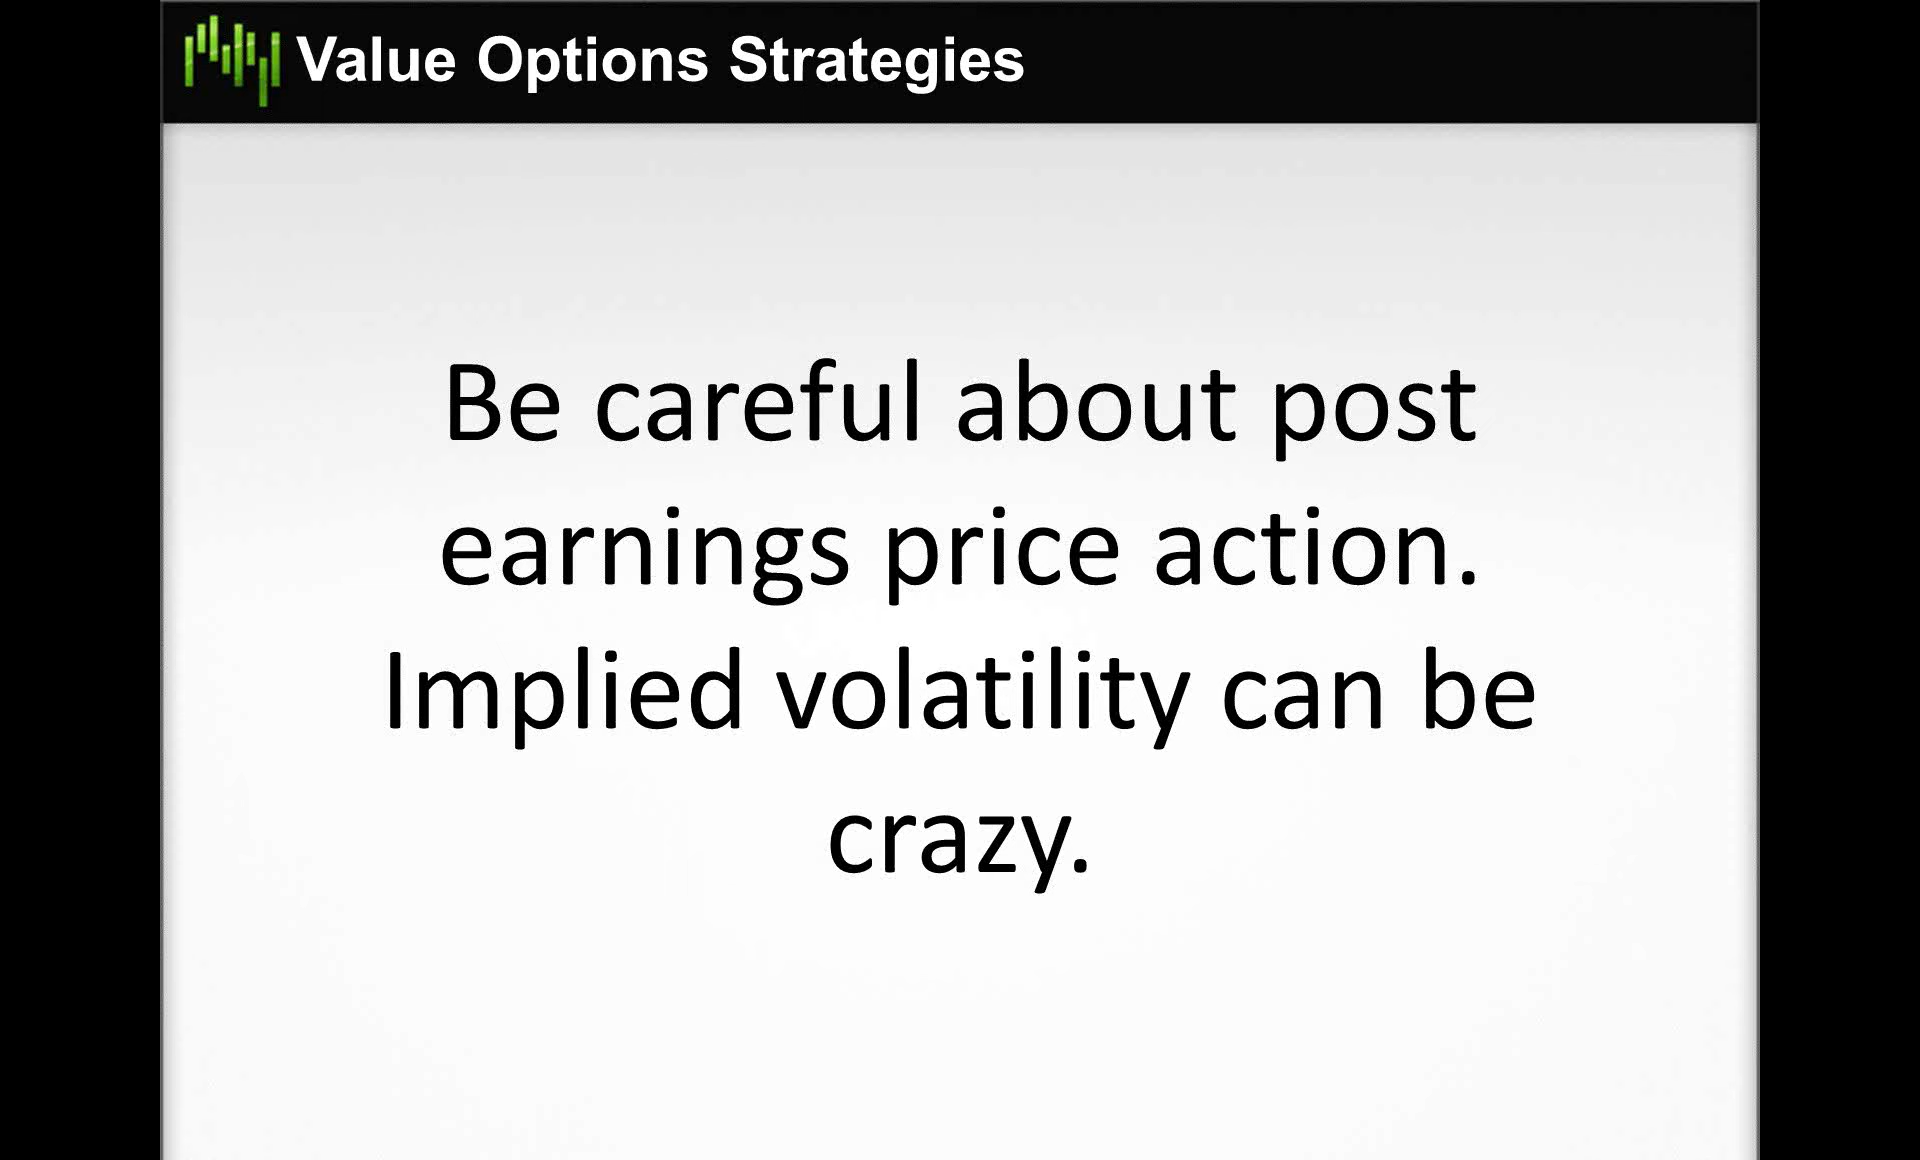 Value Options Strategies
Be careful about post
earnings price action.
Implied volatility can be
crazy.